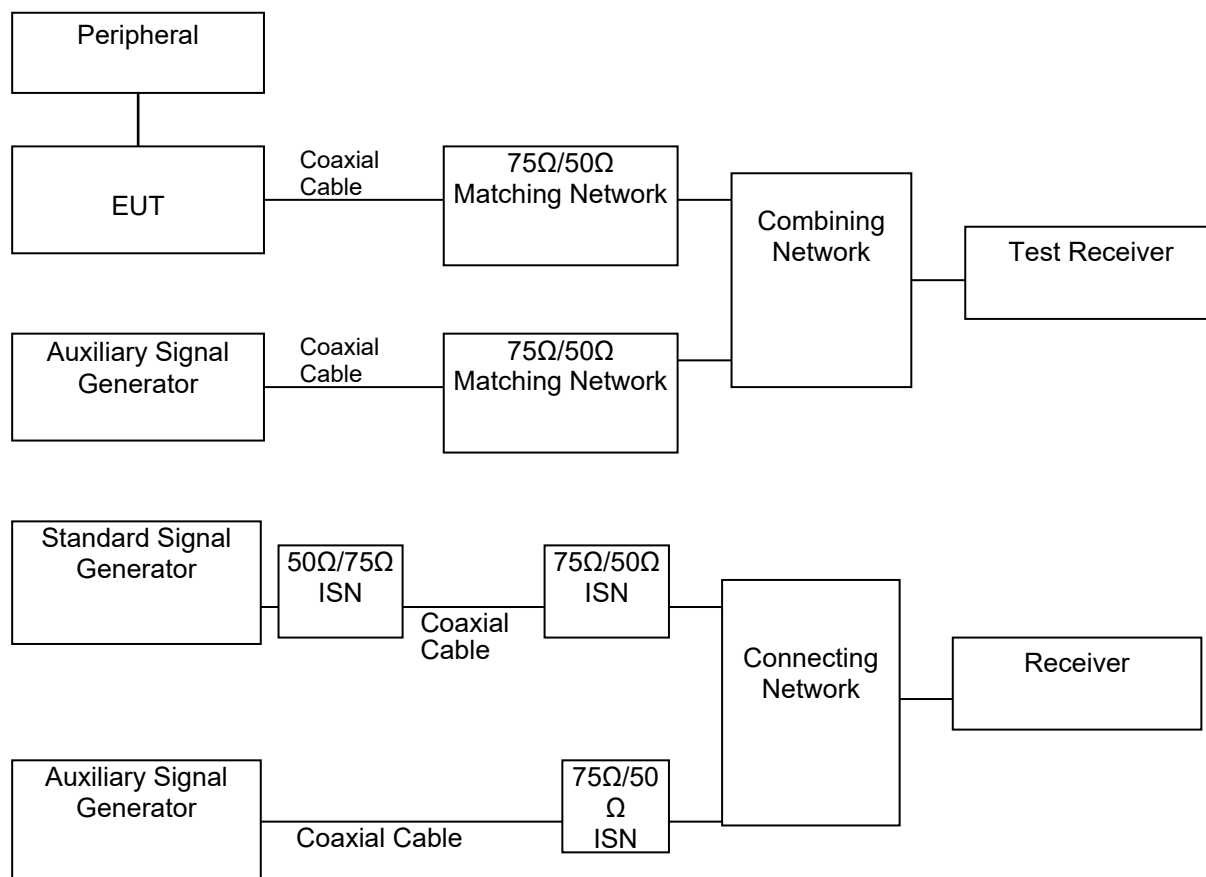 Peripheral
EUT
Coaxial
Cable
75Ω/50Ω
Matching Network
Combining
Network
Test Receiver
Auxiliary Signal
Generator
Coaxial
Cable
75Ω/50Ω
Matching Network
Standard Signal
Generator
50Ω/75Ω
ISN
Coaxial
Cable
75Ω/50Ω
ISN
Connecting
Network
Receiver
Auxiliary Signal
Generator
Coaxial Cable
75Ω/50
Ω
ISN